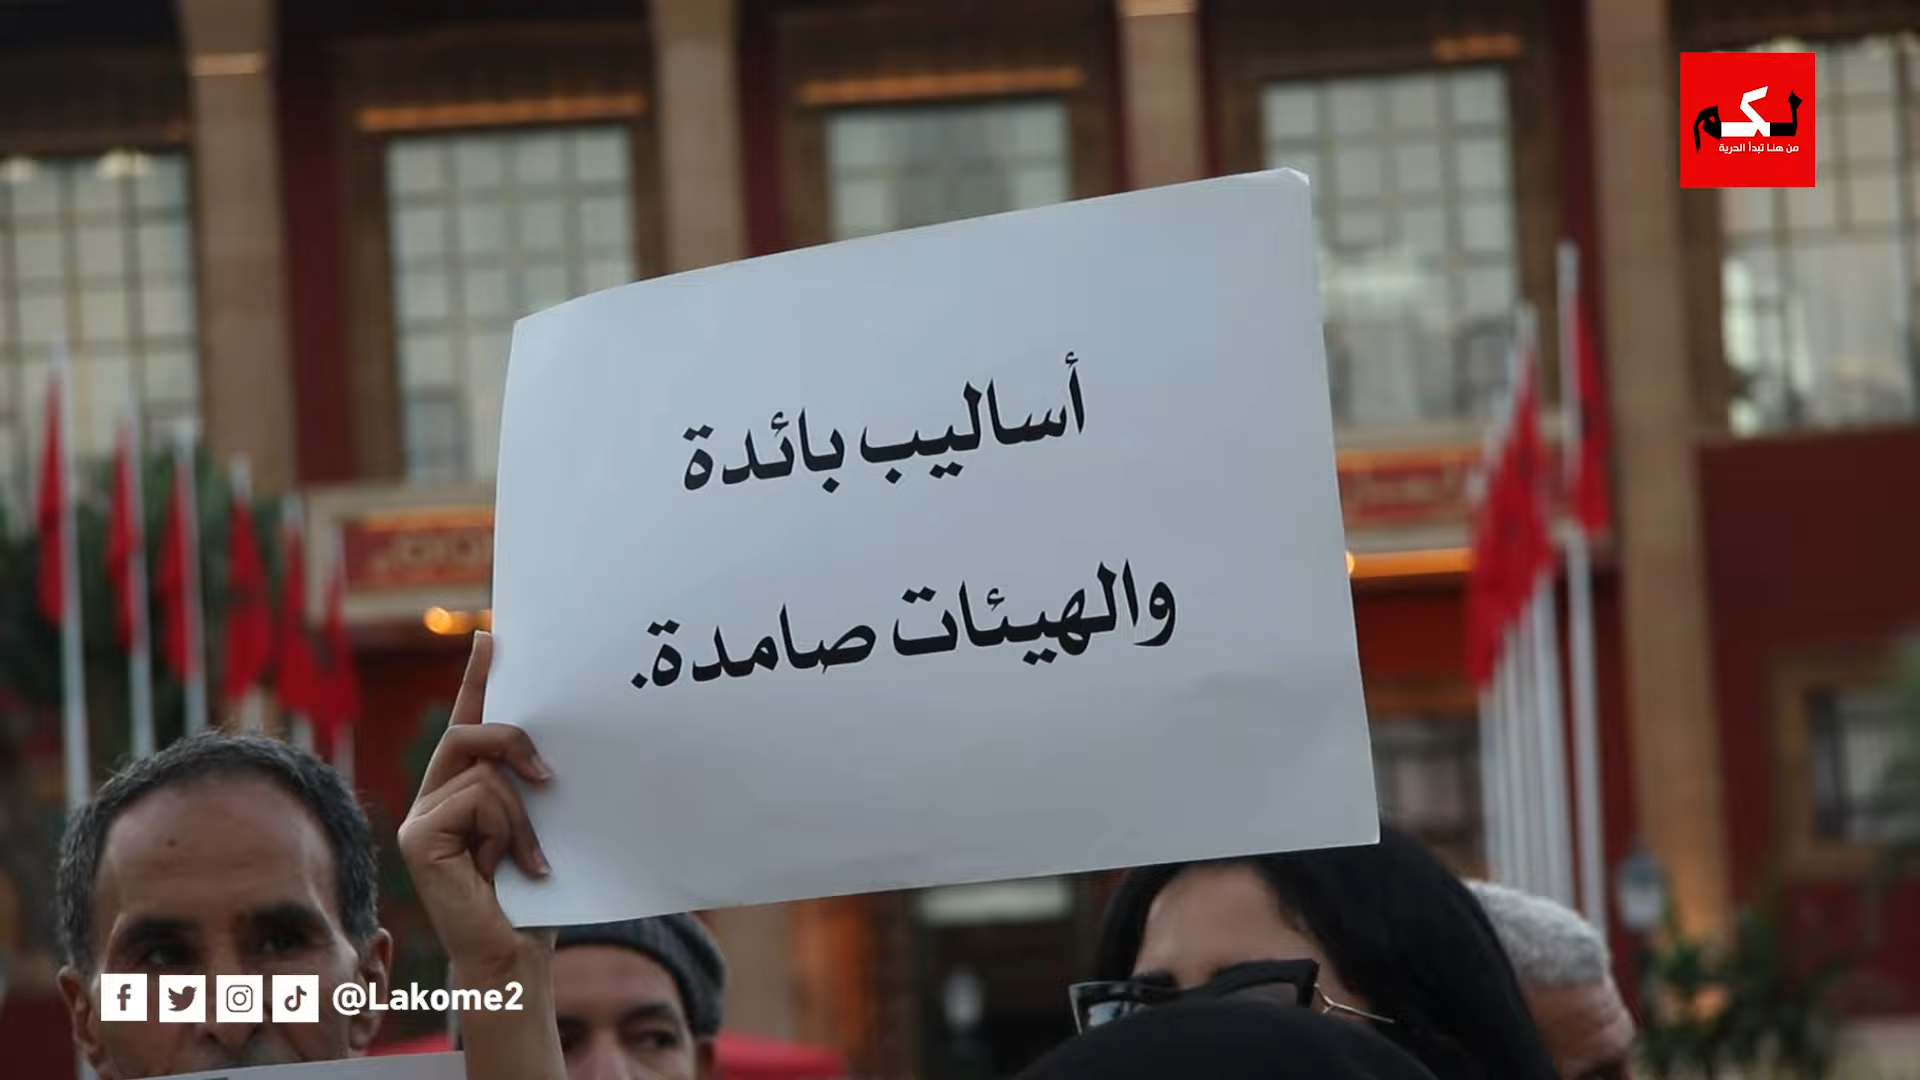 لكم
من هنا تبدأ الحرية
أساليب بائدة
والهيئات صامدة.
@Lakome2